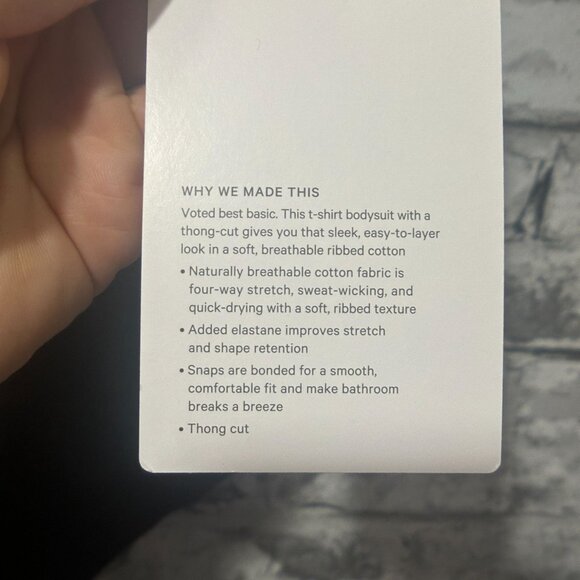 WHY WE MADE THIS
Voted best basic. This t-shirt bodysuit with a
thong-cut gives you that sleek, easy-to-layer
look in a soft, breathable ribbed cotton
• Naturally breathable cotton fabric is
four-way stretch, sweat-wicking, and
quick-drying with a soft, ribbed texture
• Added elastane improves stretch
and shape retention
• Snaps are bonded for a smooth,
comfortable fit and make bathroom
breaks a breeze
• Thong cut